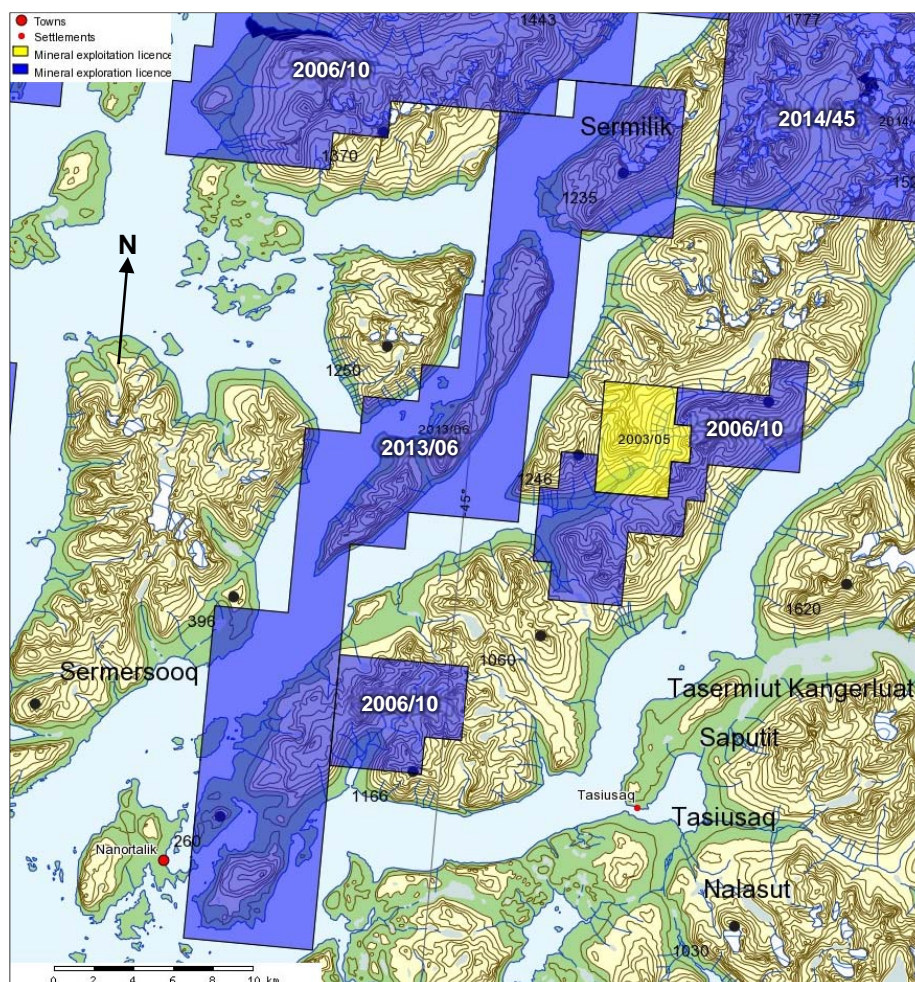 Towns
Settlements
Mineral exploitation licence
Mineral exploration licence
1443
1777
2006/10
2014/45
Sermilik
1370
1235
N
1250
2013/06
2013/06
2003/05
2006/10
1246
-45°
396
1620
1060
Sermersooq
Tasermiut Kangerluat
2006/10
Saputit
1166
Tasiusaq
Tasiusaq
260
Nanortalik
Nalasut
1030
0 2 4 6 8 10 km